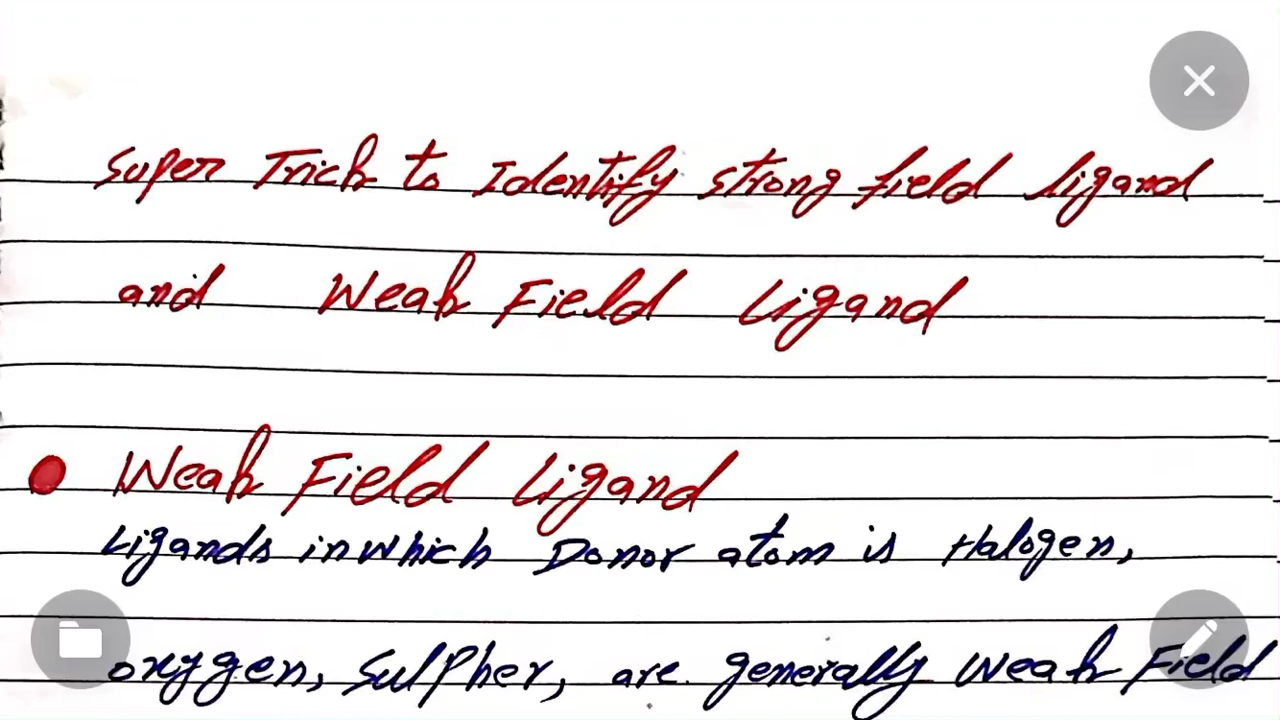 Super Trick to Identify strong field ligand
and Weak Field Ligand
Weak Field Ligand
Ligands in which Donor atom is Halogen,
oxygen, Sulpher, are generally Weak Field